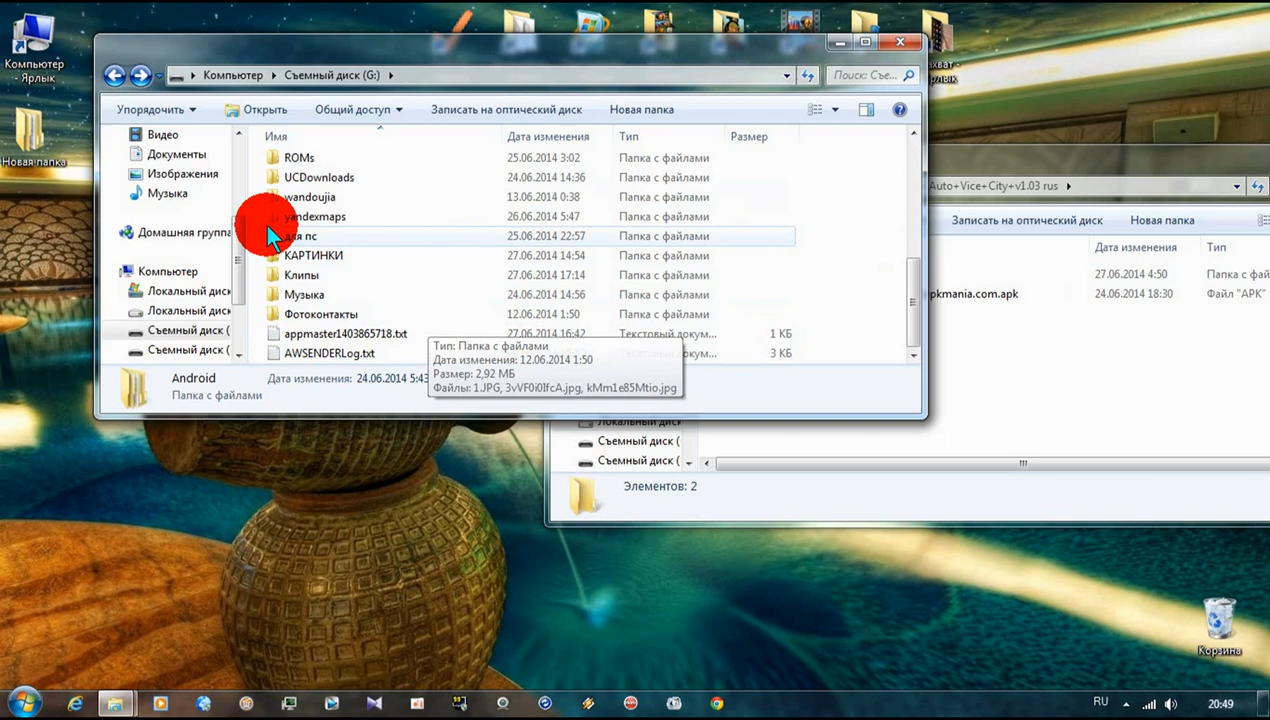 Компьютер
- Ярлык
Новая папка
Компьютер
Съемный диск (G:)
Поиск: Съе...
Упорядочить
Открыть
Общий доступ
Записать на оптический диск
Новая папка
Видео
Документы
Изображения
Музыка
Домашняя группа
Компьютер
Локальный диск
Локальный диск
Съемный диск (
Съемный диск (
Имя
Дата изменения
Тип
Размер
ROMs 25.06.2014 3:02 Папка с файлами
UCDownloads 24.06.2014 14:36 Папка с файлами
wandoujia 13.06.2014 0:38 Папка с файлами
yandexmaps 26.06.2014 5:47 Папка с файлами
для пс 25.06.2014 22:57 Папка с файлами
КАРТИНКИ 27.06.2014 14:54 Папка с файлами
Клипы 27.06.2014 17:14 Папка с файлами
Музыка 24.06.2014 14:56 Папка с файлами
Фотоконтакты 12.06.2014 1:50 Папка с файлами
appmaster1403865718.txt 27.06.2014 16:42 Текстовый докум... 1 КБ
AWSENDERLog.txt 3 КБ
Тип: Папка с файлами
Дата изменения: 12.06.2014 1:50
Размер: 2,92 МБ
Файлы: 1.JPG, 3vVF0i0IfcA.jpg, kMm1e85Mtio.jpg
Android Дата изменения: 24.06.2014 5:43
Папка с файлами
Auto+Vice+City+v1.03 rus
Записать на оптический диск
Новая папка
Дата изменения
Тип
27.06.2014 4:50 Папка с фай
pkmania.com.apk 24.06.2014 18:30 Файл "APK"
Локальный диск
Съемный диск (
Съемный диск (
Элементов: 2
Корзина
RU
20:49